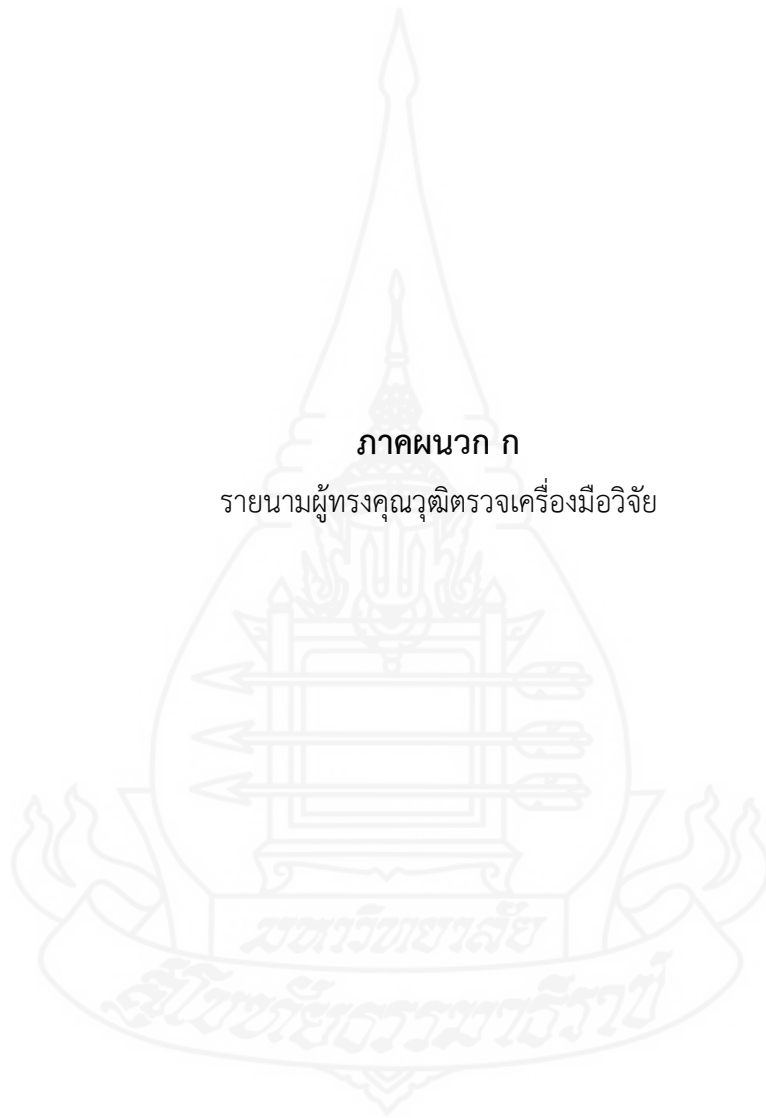 ภาคผนวก ก
รายนามผู้ทรงคุณวุฒิตรวจเครื่องมือวิจัย
มหาวิทยาลัย
สุโขทัยธรรมาธิราช